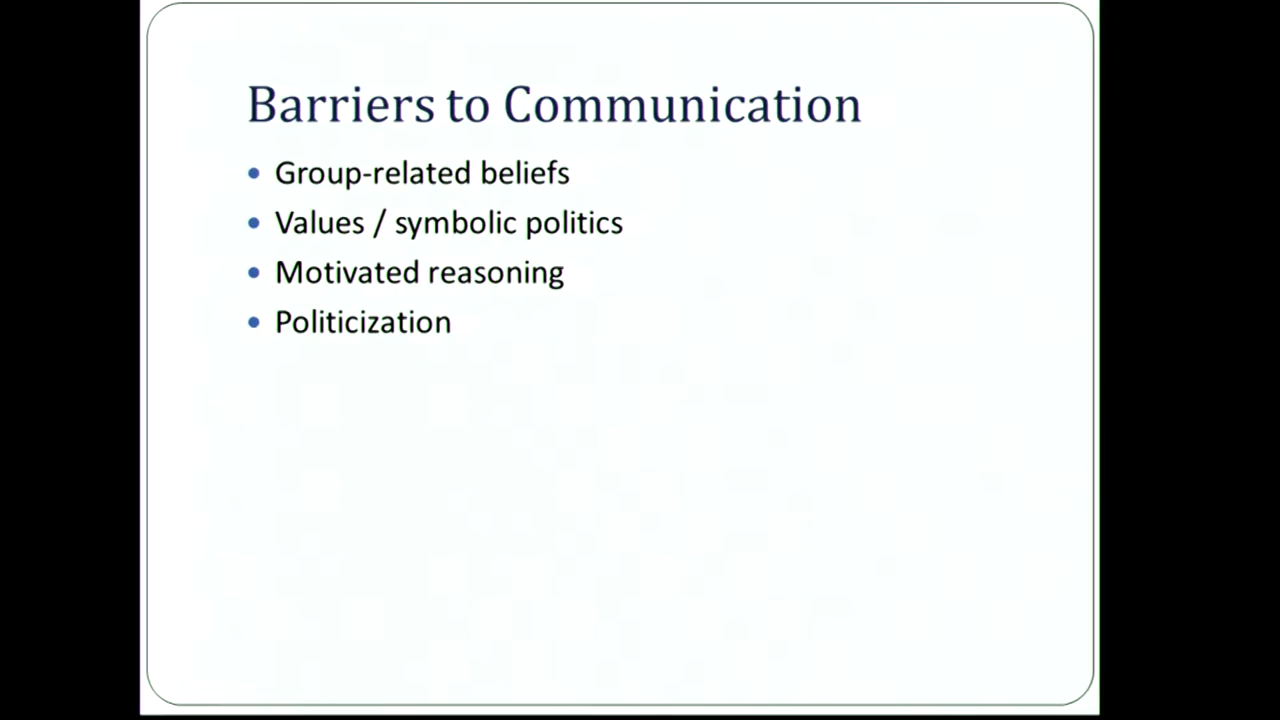 Barriers to Communication
• Group-related beliefs
• Values / symbolic politics
• Motivated reasoning
• Politicization